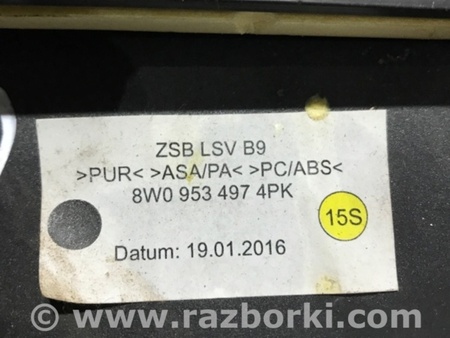 ZSB LSV B9
>PUR< >ASA/PA< >PC/ABS<
8W0 953 497 4PK
15S
Datum: 19.01.2016
© www.razborki.com